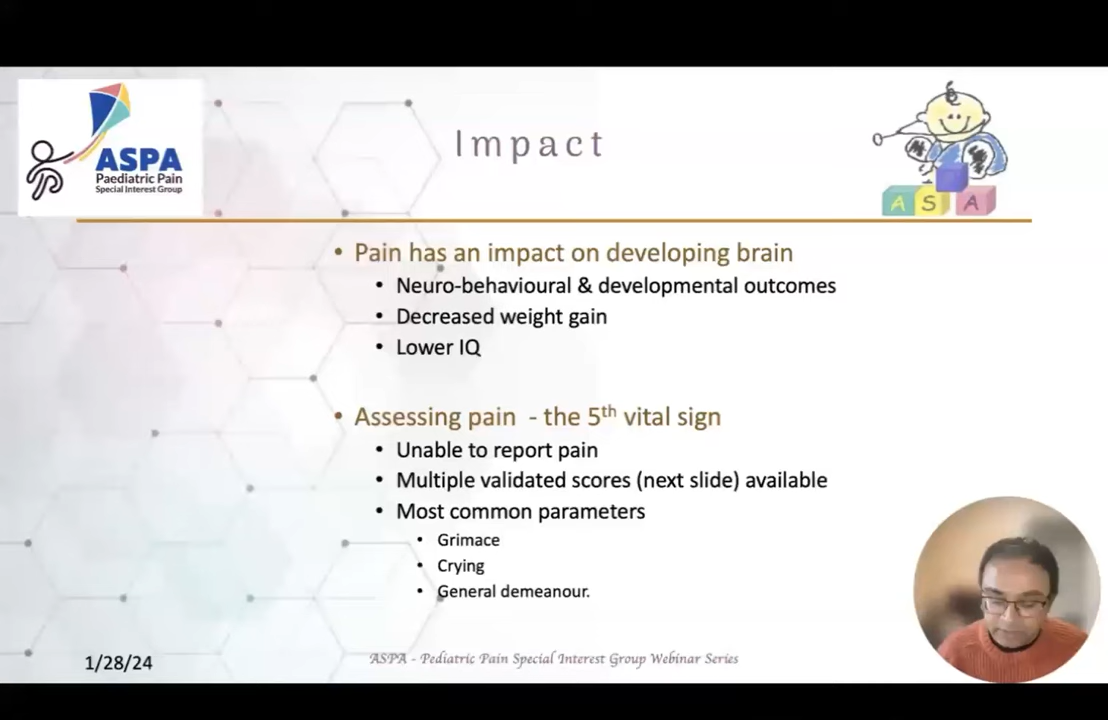 ASPA
Paediatric Pain
Special Interest Group
Impact
A S A
• Pain has an impact on developing brain
• Neuro-behavioural & developmental outcomes
• Decreased weight gain
• Lower IQ
• Assessing pain - the 5th vital sign
• Unable to report pain
• Multiple validated scores (next slide) available
• Most common parameters
• Grimace
• Crying
• General demeanour.
1/28/24
ASPA - Pediatric Pain Special Interest Group Webinar Series